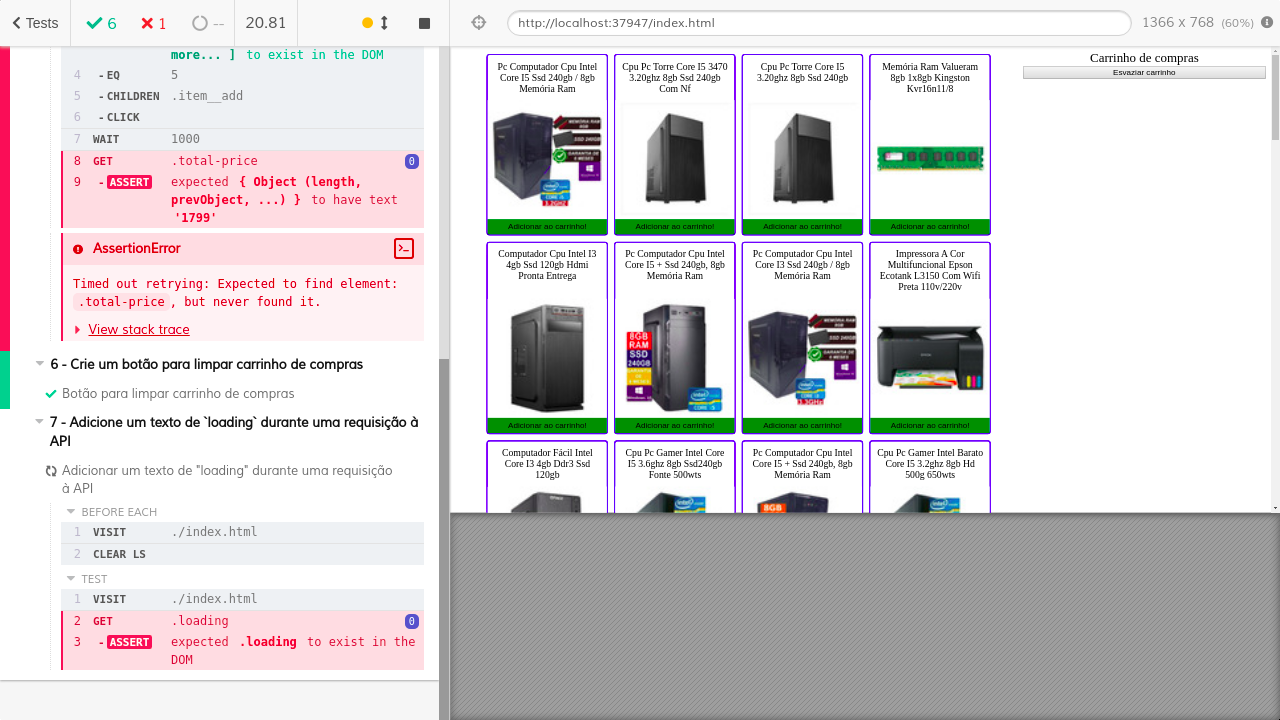 Tests
6
1
--
20.81
http://localhost:37947/index.html
1366 x 768 (60%)
more... ] to exist in the DOM
4 - EQ 5
5 - CHILDREN .item__add
6 - CLICK
7 WAIT 1000
8 GET .total-price 0
9 - ASSERT expected { Object (length,
prevObject, ...) } to have text
'1799'
AssertionError
Timed out retrying: Expected to find element:
.total-price, but never found it.
View stack trace
6 - Crie um botão para limpar carrinho de compras
Botão para limpar carrinho de compras
7 - Adicione um texto de `loading` durante uma requisição à
API
Adicionar um texto de "loading" durante uma requisição
à API
BEFORE EACH
1 VISIT ./index.html
2 CLEAR LS
TEST
1 VISIT ./index.html
2 GET .loading 0
3 - ASSERT expected .loading to exist in the
DOM
Pc Computador Cpu Intel
Core I5 Ssd 240gb / 8gb
Memória Ram
Adicionar ao carrinho!
Cpu Pc Torre Core I5 3470
3.20ghz 8gb Ssd 240gb
Com Nf
Adicionar ao carrinho!
Cpu Pc Torre Core I5
3.20ghz 8gb Ssd 240gb
Adicionar ao carrinho!
Memória Ram Valueram
8gb 1x8gb Kingston
Kvr16n11/8
Adicionar ao carrinho!
Carrinho de compras
Esvaziar carrinho
Computador Cpu Intel I3
4gb Ssd 120gb Hdmi
Pronta Entrega
Adicionar ao carrinho!
Pc Computador Cpu Intel
Core I5 + Ssd 240gb, 8gb
Memória Ram
8GB
RAM
SSD
240GB
Adicionar ao carrinho!
Pc Computador Cpu Intel
Core I3 Ssd 240gb / 8gb
Memória Ram
Adicionar ao carrinho!
Impressora A Cor
Multifuncional Epson
Ecotank L3150 Com Wifi
Preta 110v/220v
Adicionar ao carrinho!
Computador Fácil Intel
Core I3 4gb Ddr3 Ssd
120gb
Cpu Pc Gamer Intel Core
I5 3.6ghz 8gb Ssd240gb
Fonte 500wts
Pc Computador Cpu Intel
Core I5 + Ssd 240gb, 8gb
Memória Ram
8GB
Cpu Pc Gamer Intel Barato
Core I5 3.2ghz 8gb Hd
500g 650wts